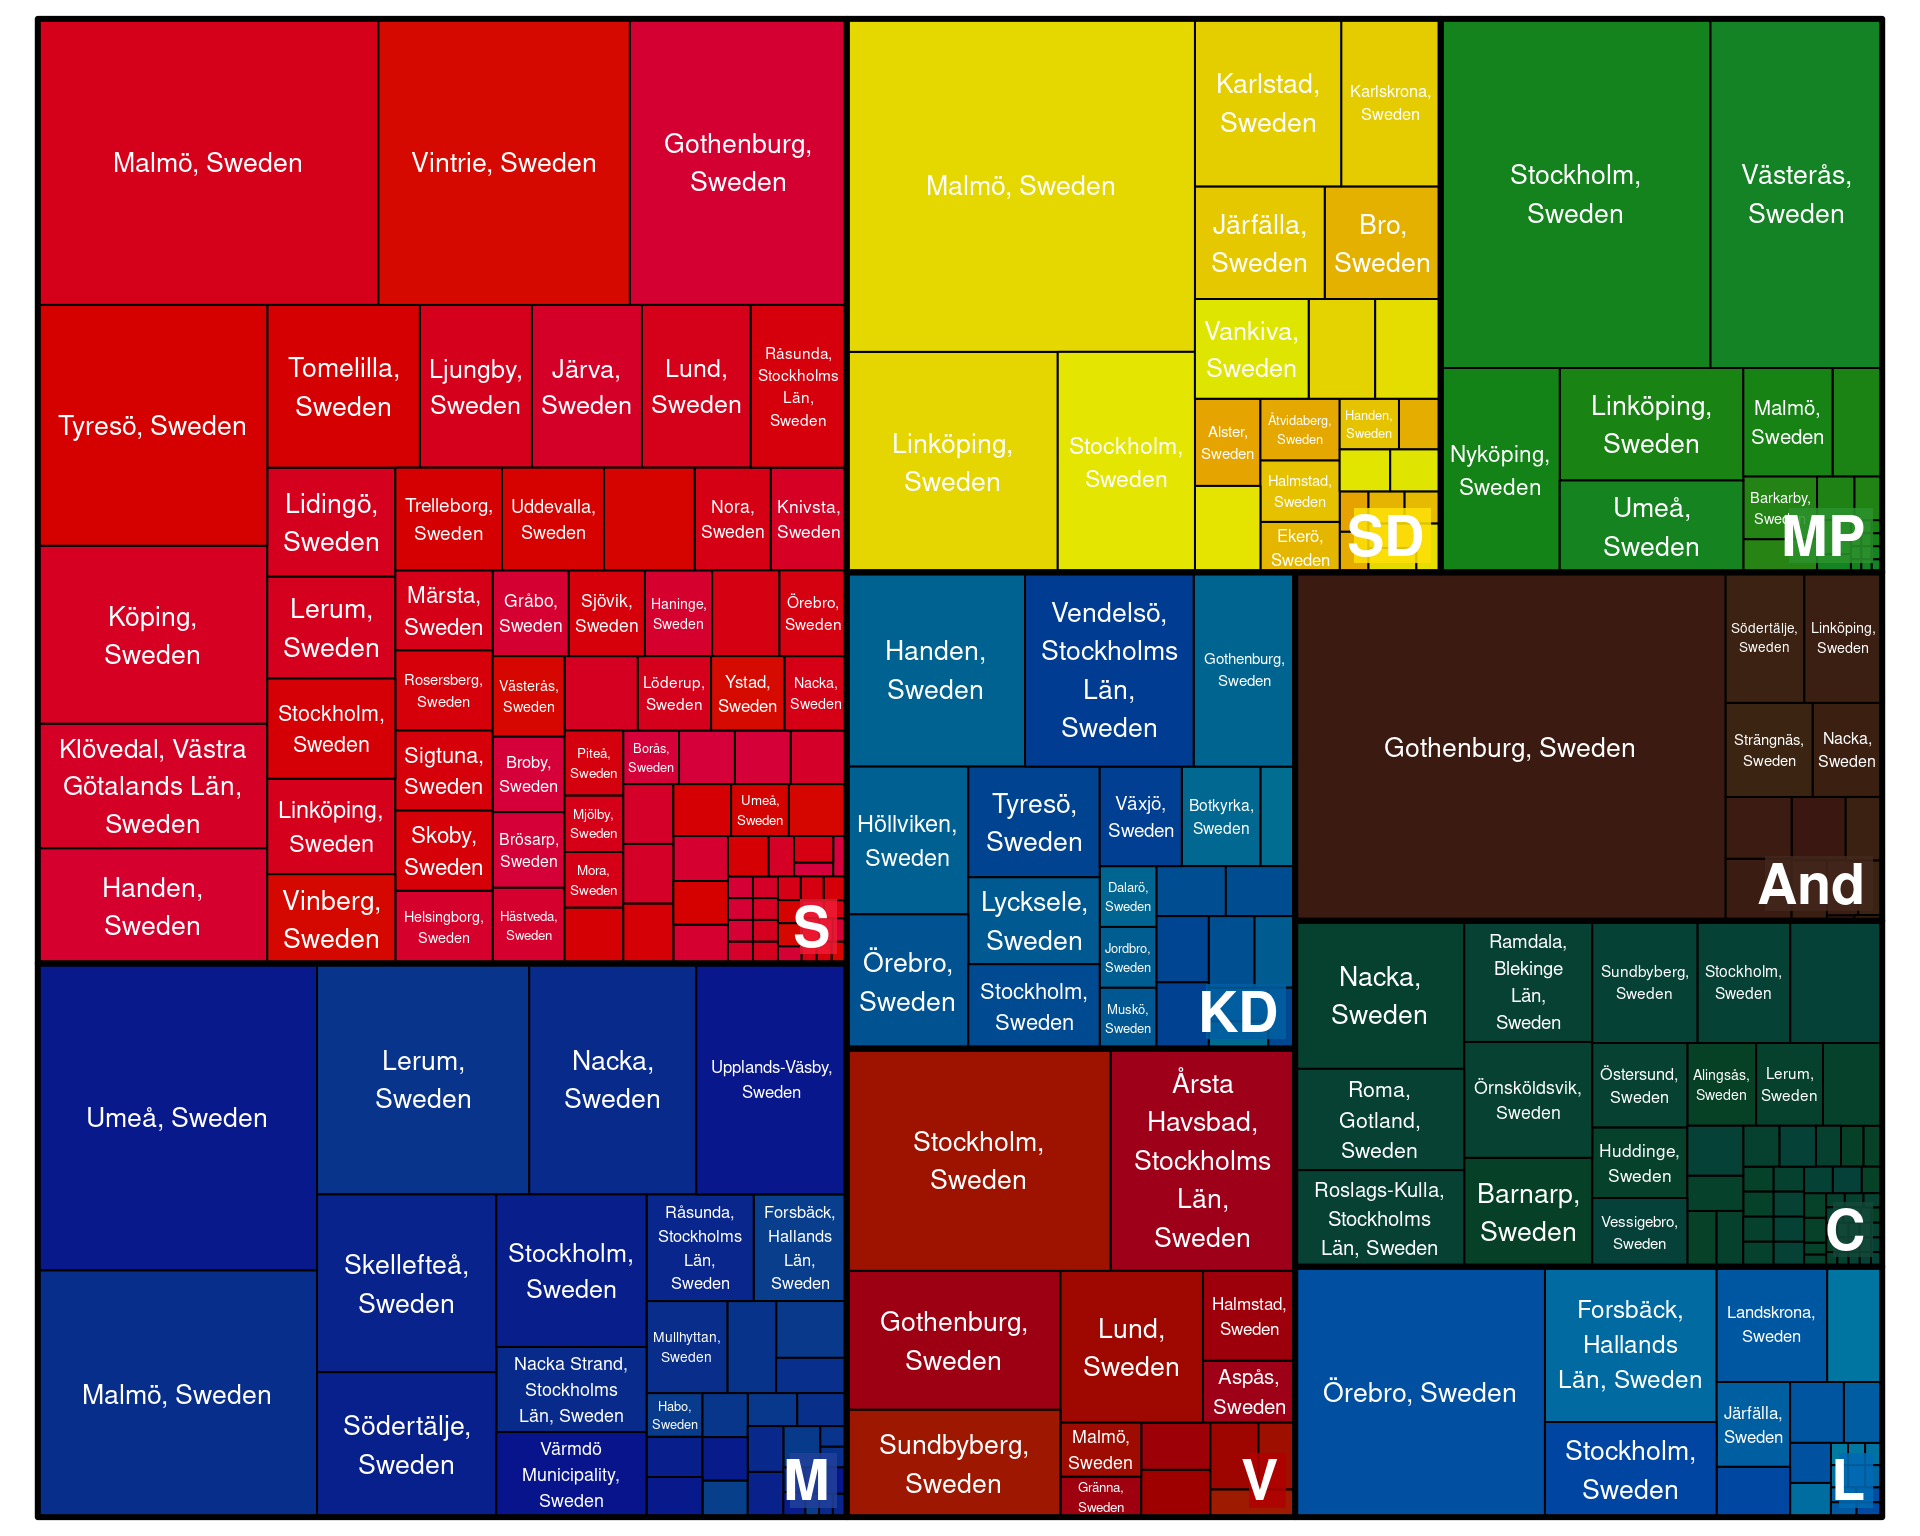 Malmö, Sweden
Vintrie, Sweden
Gothenburg,
Sweden
Tyresö, Sweden
Tomelilla,
Sweden
Ljungby,
Sweden
Järva,
Sweden
Lund,
Sweden
Råsunda,
Stockholms
Län,
Sweden
Lidingö,
Sweden
Trelleborg,
Sweden
Uddevalla,
Sweden
Nora,
Sweden
Knivsta,
Sweden
Köping,
Sweden
Lerum,
Sweden
Märsta,
Sweden
Gråbo,
Sweden
Sjövik,
Sweden
Haninge,
Sweden
Örebro,
Sweden
Stockholm,
Sweden
Rosersberg,
Sweden
Västerås,
Sweden
Löderup,
Sweden
Ystad,
Sweden
Nacka,
Sweden
Klövedal, Västra
Götalands Län,
Sweden
Sigtuna,
Sweden
Broby,
Sweden
Piteå,
Sweden
Borås,
Sweden
Linköping,
Sweden
Mjölby,
Sweden
Umeå,
Sweden
Skoby,
Sweden
Brösarp,
Sweden
Mora,
Sweden
Handen,
Sweden
Vinberg,
Sweden
Helsingborg,
Sweden
Hästveda,
Sweden
S
Malmö, Sweden
Karlstad,
Sweden
Karlskrona,
Sweden
Järfälla,
Sweden
Bro,
Sweden
Vankiva,
Sweden
Linköping,
Sweden
Stockholm,
Sweden
Alster,
Sweden
Åtvidaberg,
Sweden
Handen,
Sweden
Halmstad,
Sweden
Ekerö,
Sweden
SD
Stockholm,
Sweden
Västerås,
Sweden
Nyköping,
Sweden
Linköping,
Sweden
Malmö,
Sweden
Umeå,
Sweden
Barkarby,
Sweden
MP
Handen,
Sweden
Vendelsö,
Stockholms
Län,
Sweden
Gothenburg,
Sweden
Höllviken,
Sweden
Tyresö,
Sweden
Växjö,
Sweden
Botkyrka,
Sweden
Lycksele,
Sweden
Dalarö,
Sweden
Örebro,
Sweden
Stockholm,
Sweden
Jordbro,
Sweden
Muskö,
Sweden
KD
Gothenburg, Sweden
Södertälje,
Sweden
Linköping,
Sweden
Strängnäs,
Sweden
Nacka,
Sweden
And
Nacka,
Sweden
Ramdala,
Blekinge
Län,
Sweden
Sundbyberg,
Sweden
Stockholm,
Sweden
Roma,
Gotland,
Sweden
Örnsköldsvik,
Sweden
Östersund,
Sweden
Alingsås,
Sweden
Lerum,
Sweden
Huddinge,
Sweden
Roslags-Kulla,
Stockholms
Län, Sweden
Barnarp,
Sweden
Vessigebro,
Sweden
C
Umeå, Sweden
Lerum,
Sweden
Nacka,
Sweden
Upplands-Väsby,
Sweden
Malmö, Sweden
Skellefteå,
Sweden
Stockholm,
Sweden
Råsunda,
Stockholms
Län,
Sweden
Forsbäck,
Hallands
Län,
Sweden
Mullhyttan,
Sweden
Nacka Strand,
Stockholms
Län, Sweden
Södertälje,
Sweden
Habo,
Sweden
Värmdö
Municipality,
Sweden
M
Stockholm,
Sweden
Årsta
Havsbad,
Stockholms
Län,
Sweden
Gothenburg,
Sweden
Lund,
Sweden
Halmstad,
Sweden
Aspås,
Sweden
Sundbyberg,
Sweden
Malmö,
Sweden
Gränna,
Sweden
V
Örebro, Sweden
Forsbäck,
Hallands
Län, Sweden
Landskrona,
Sweden
Järfälla,
Sweden
Stockholm,
Sweden
L